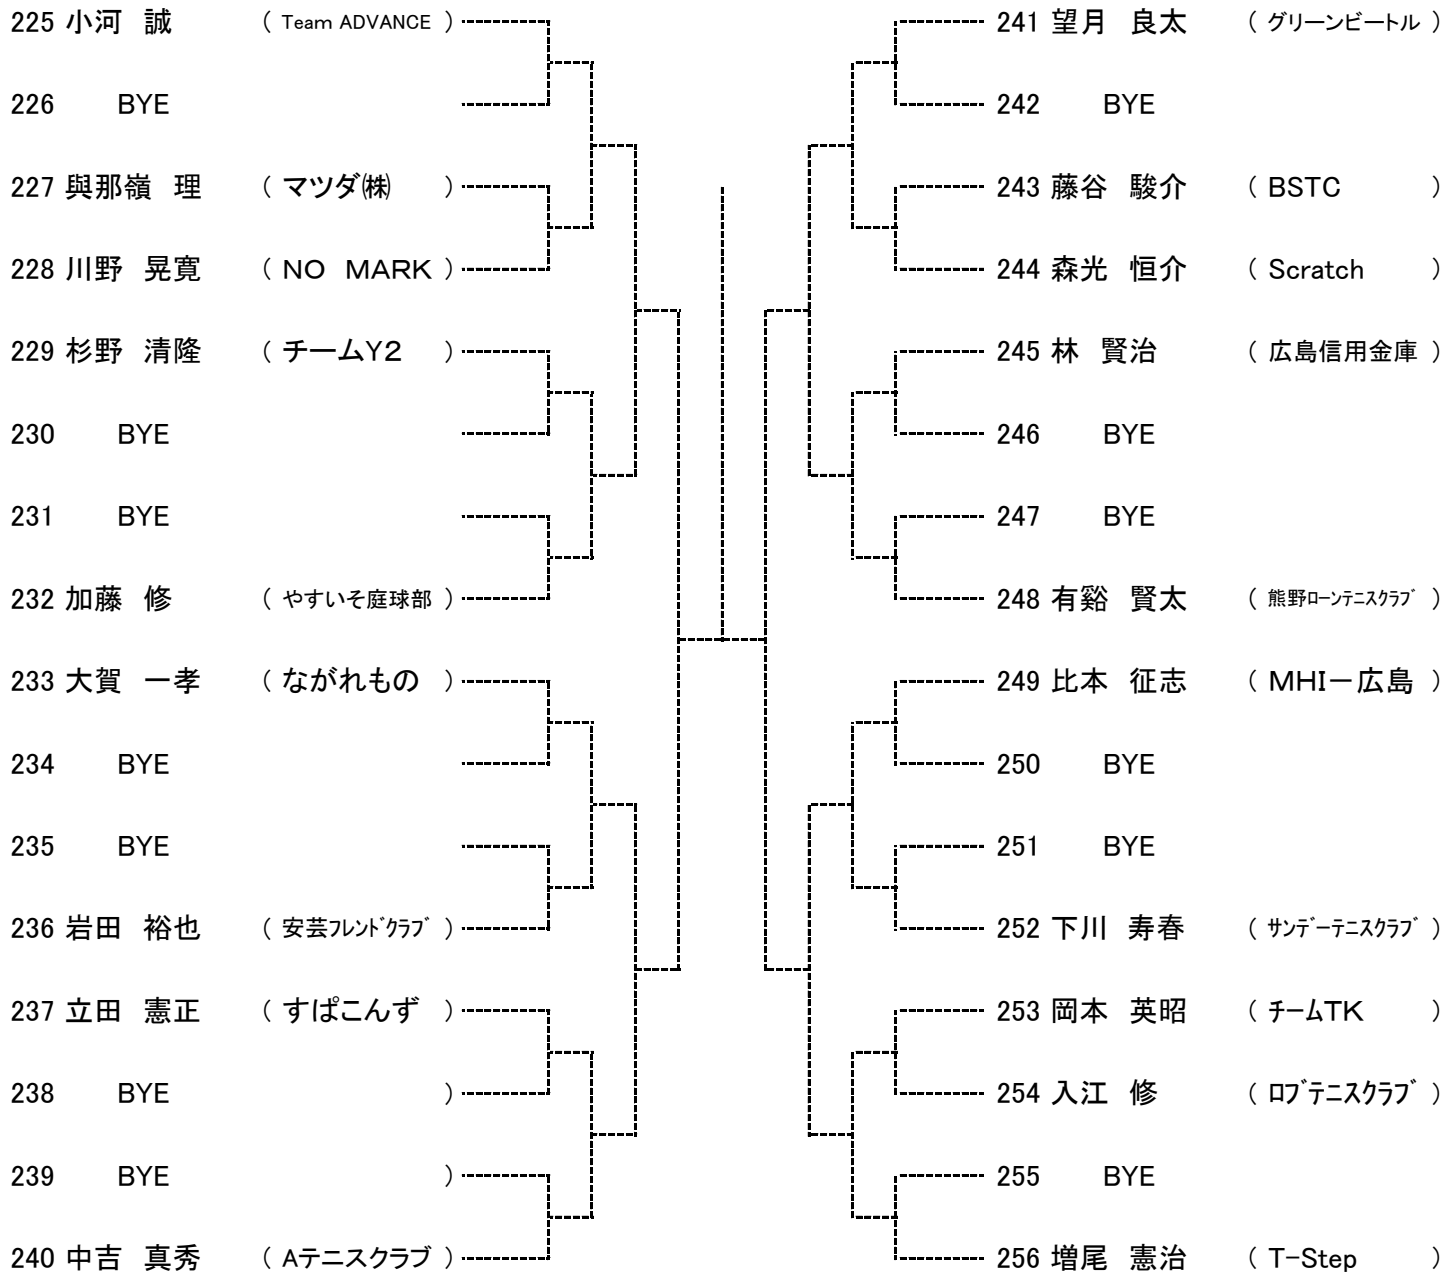 225 小河 誠 ( Team ADVANCE )
226 BYE
227 與那嶺 理 ( マツダ㈱ )
228 川野 晃寛 ( NO MARK )
229 杉野 清隆 ( チームY2 )
230 BYE
231 BYE
232 加藤 修 ( やすいそ庭球部 )
233 大賀 一孝 ( ながれもの )
234 BYE
235 BYE
236 岩田 裕也 ( 安芸ﾌﾚﾝﾄﾞｸﾗﾌﾞ )
237 立田 憲正 ( すぱこんず )
238 BYE )
239 BYE )
240 中吉 真秀 ( Aテニスクラブ )
241 望月 良太 ( グリーンビートル )
242 BYE
243 藤谷 駿介 ( BSTC )
244 森光 恒介 ( Scratch )
245 林 賢治 ( 広島信用金庫 )
246 BYE
247 BYE
248 有谿 賢太 ( 熊野ﾛｰﾝﾃﾆｽｸﾗﾌﾞ )
249 比本 征志 ( MHI－広島 )
250 BYE
251 BYE
252 下川 寿春 ( ｻﾝﾃﾞｰﾃﾆｽｸﾗﾌﾞ )
253 岡本 英昭 ( ﾁｰﾑTK )
254 入江 修 ( ﾛﾌﾞﾃﾆｽｸﾗﾌﾞ )
255 BYE
256 増尾 憲治 ( T-Step )